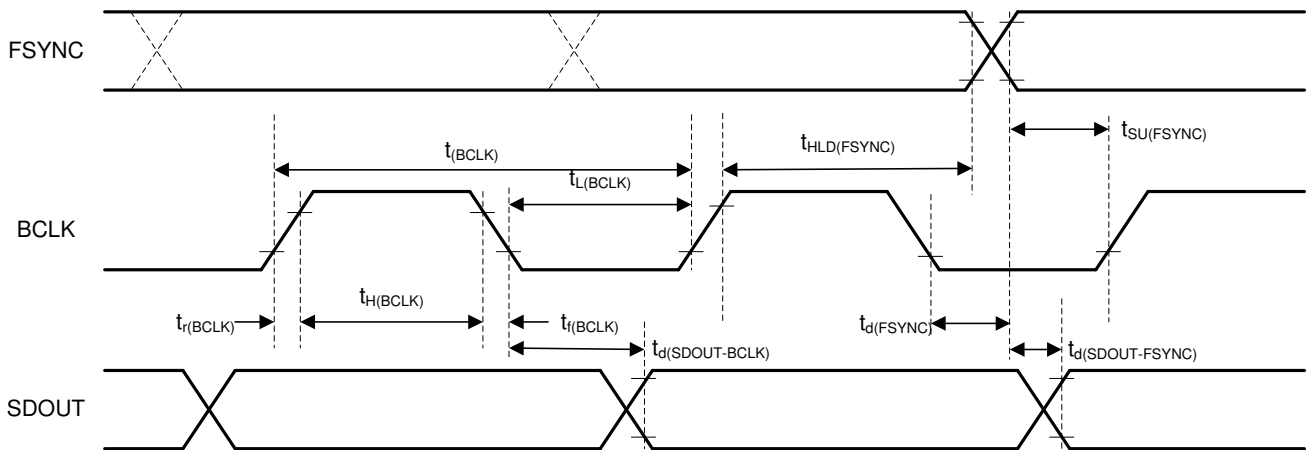 FSYNC
tSU(FSYNC)
tHLD(FSYNC)
t(BCLK)
tL(BCLK)
BCLK
tH(BCLK)
tr(BCLK)
tf(BCLK)
td(FSYNC)
td(SDOUT-BCLK)
td(SDOUT-FSYNC)
SDOUT